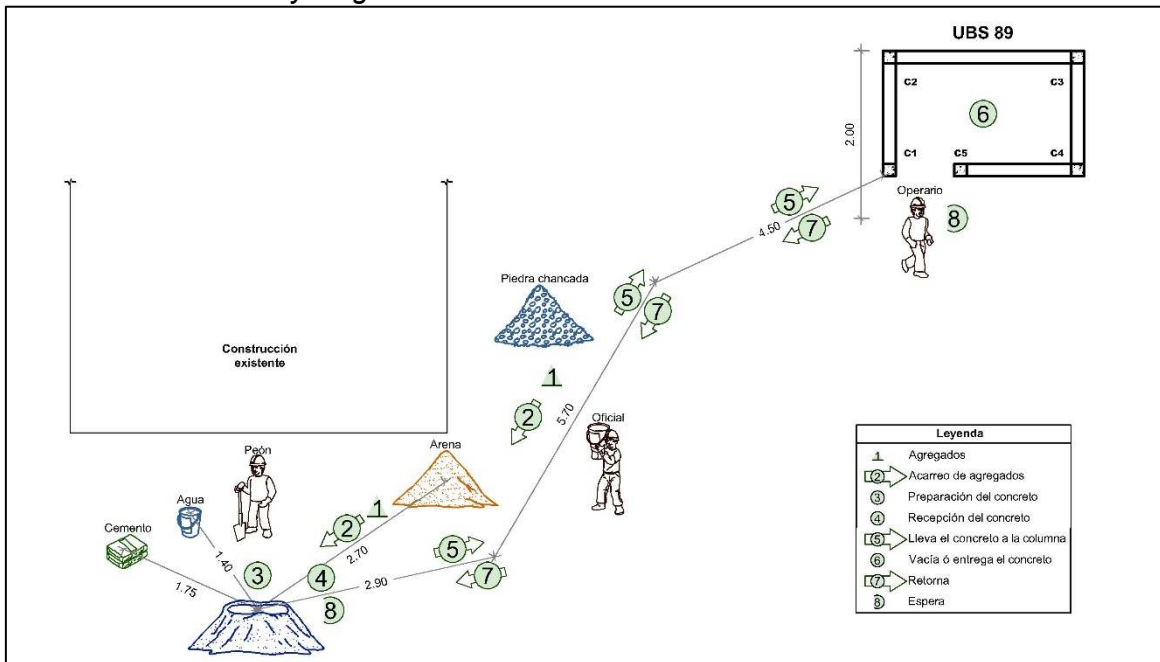 UBS 89
C2
C3
6
2.00
C1
C5
C4
Operario
5
8
7
4.50
Piedra chancada
5
7
Construcción
existente
1
2
5.70
Oficial
Peón
Arena
Agua
1
Cemento
2
5
1.40
2.70
3
4
2.90
7
1.75
8
Leyenda
1 Agregados
2 Acarreo de agregados
3 Preparación del concreto
4 Recepción del concreto
5 Lleva el concreto a la columna
6 Vacía ó entrega el concreto
7 Retorna
8 Espera